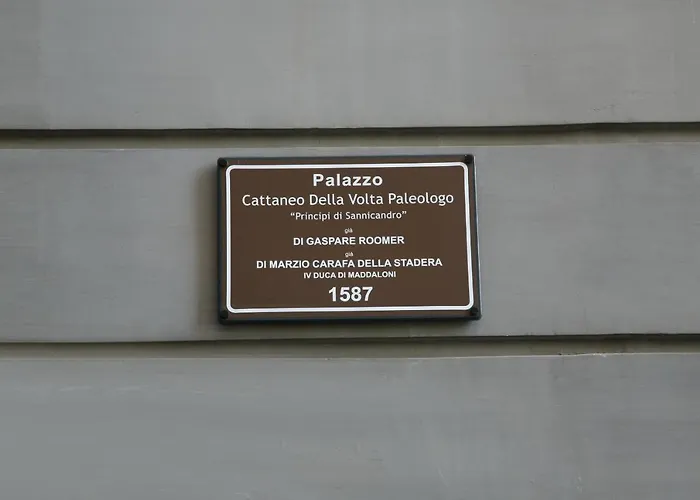 Palazzo
Cattaneo Della Volta Paleologo
“Principi di Sannicandro”
già
DI GASPARE ROOMER
già
DI MARZIO CARAFA DELLA STADERA
IV DUCA DI MADDALONI
1587